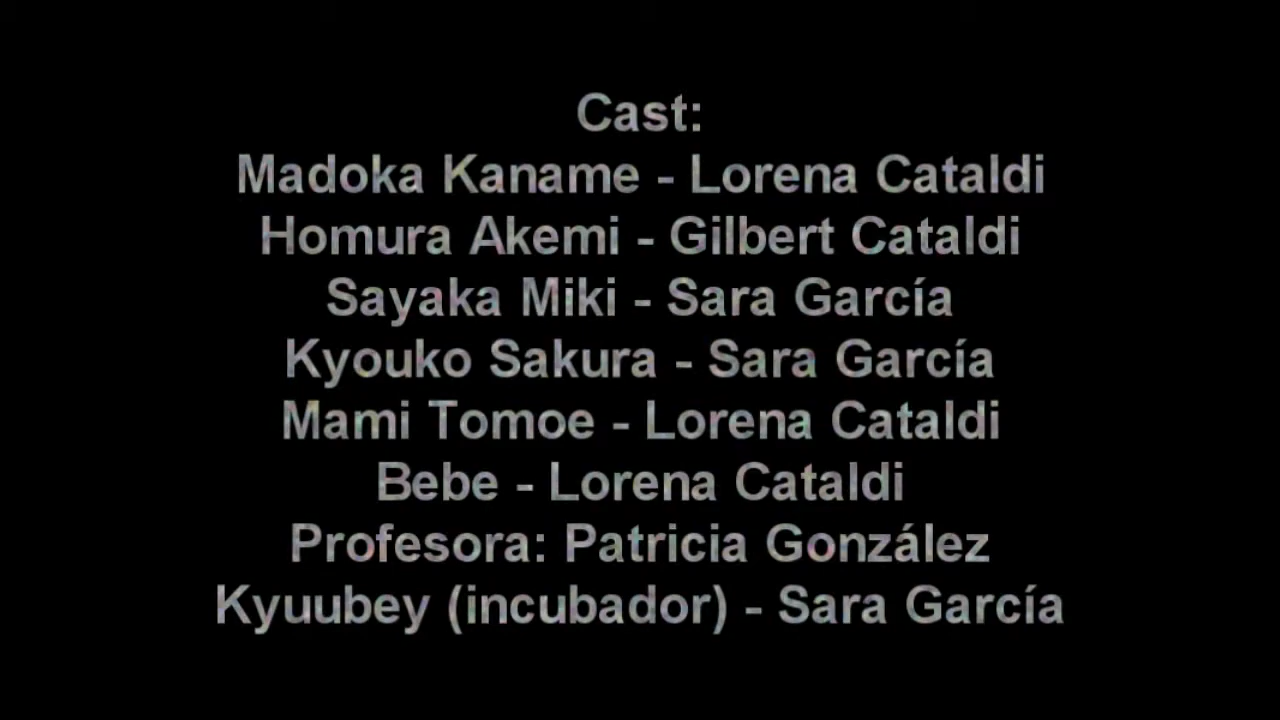 Cast:
Madoka Kaname - Lorena Cataldi
Homura Akemi - Gilbert Cataldi
Sayaka Miki - Sara García
Kyouko Sakura - Sara García
Mami Tomoe - Lorena Cataldi
Bebe - Lorena Cataldi
Profesora: Patricia González
Kyuubey (incubador) - Sara García